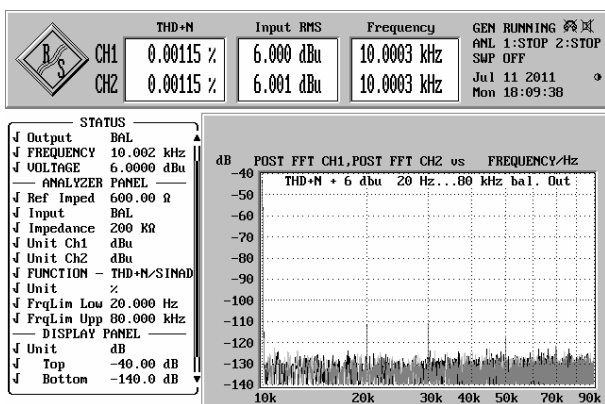 THD+N Input RMS Frequency
R S CH1 0.00115 % 6.000 dBu 10.0003 kHz
CH2 0.00115 % 6.001 dBu 10.0003 kHz
GEN RUNNING
ANL 1:STOP 2:STOP
SWP OFF
Jul 11 2011
Mon 18:09:38
STATUS
√ Output BAL
√ FREQUENCY 10.002 kHz
√ VOLTAGE 6.0000 dBu
ANALYZER PANEL
√ Ref Imped 600.00 Ω
√ Input BAL
√ Impedance 200 KΩ
√ Unit Ch1 dBu
√ Unit Ch2 dBu
√ FUNCTION - THD+N/SINAD
√ Unit %
√ FrqLim Low 20.000 Hz
√ FrqLim Upp 80.000 kHz
DISPLAY PANEL
√ Unit dB
√ Top -40.00 dB
√ Bottom -140.0 dB
dB POST FFT CH1,POST FFT CH2 vs FREQUENCY/Hz
THD+N + 6 dbu 20 Hz...80 kHz bal. Out
-40
-50
-60
-70
-80
-90
-100
-110
-120
-130
-140
10k 20k 30k 40k 50k 70k 90k